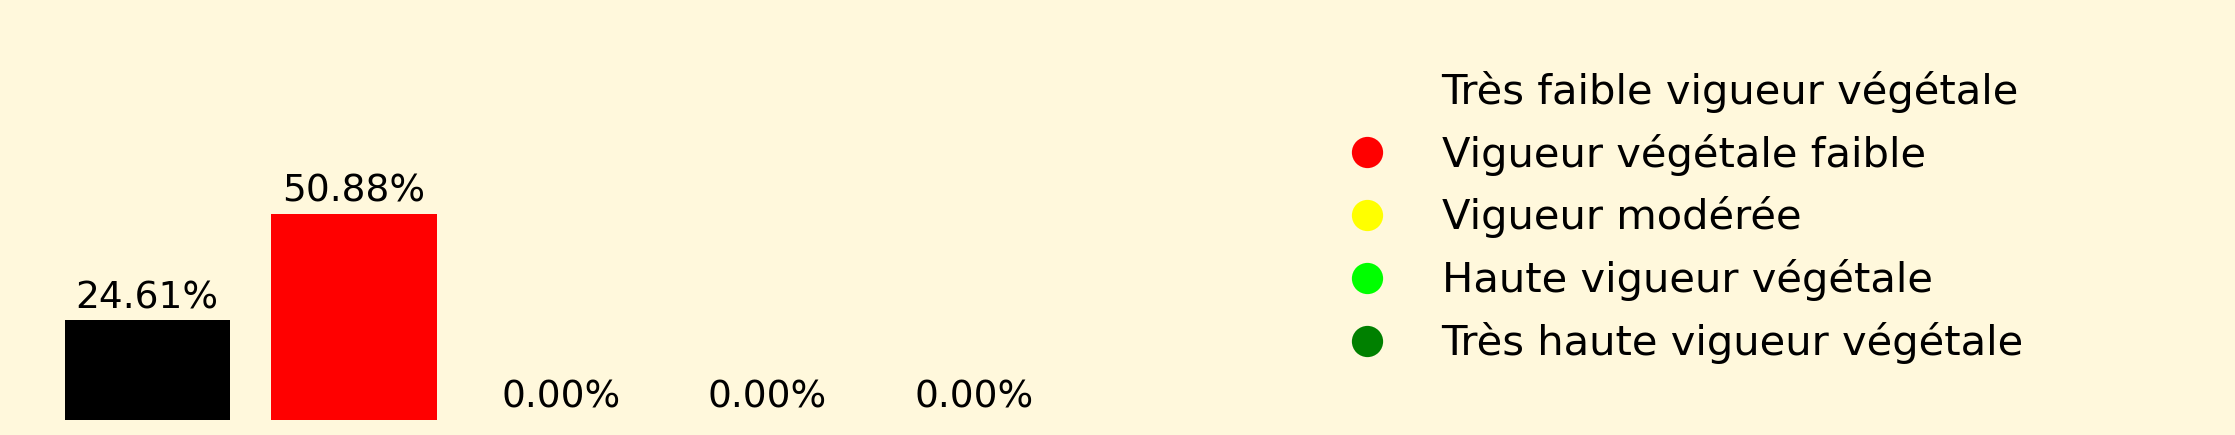 24.61%
50.88%
0.00%
0.00%
0.00%
Très faible vigueur végétale
Vigueur végétale faible
Vigueur modérée
Haute vigueur végétale
Très haute vigueur végétale